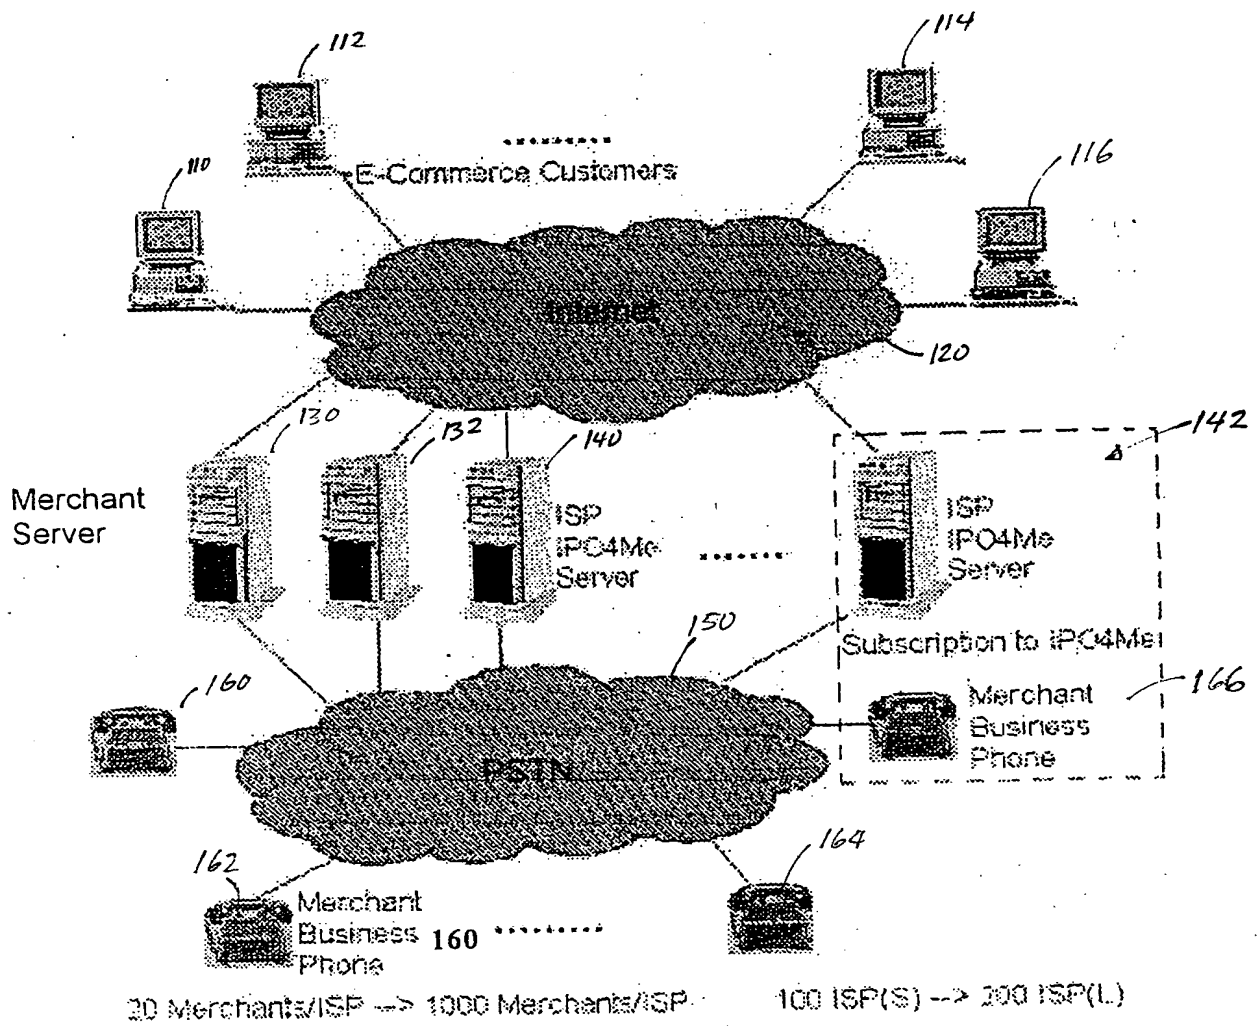 112
114
110
E-Commerce Customers
116
Internet
120
130
132
140
142
Merchant
Server
ISP
IPO4Me
Server
ISP
IPO4Me
Server
150
Subscription to IPO4Me
160
Merchant
Business
Phone
166
PSTN
162
164
Merchant
Business 160
Phone
20 Merchants/ISP --> 1000 Merchants/ISP
100 ISP(S) --> 200 ISP(L)